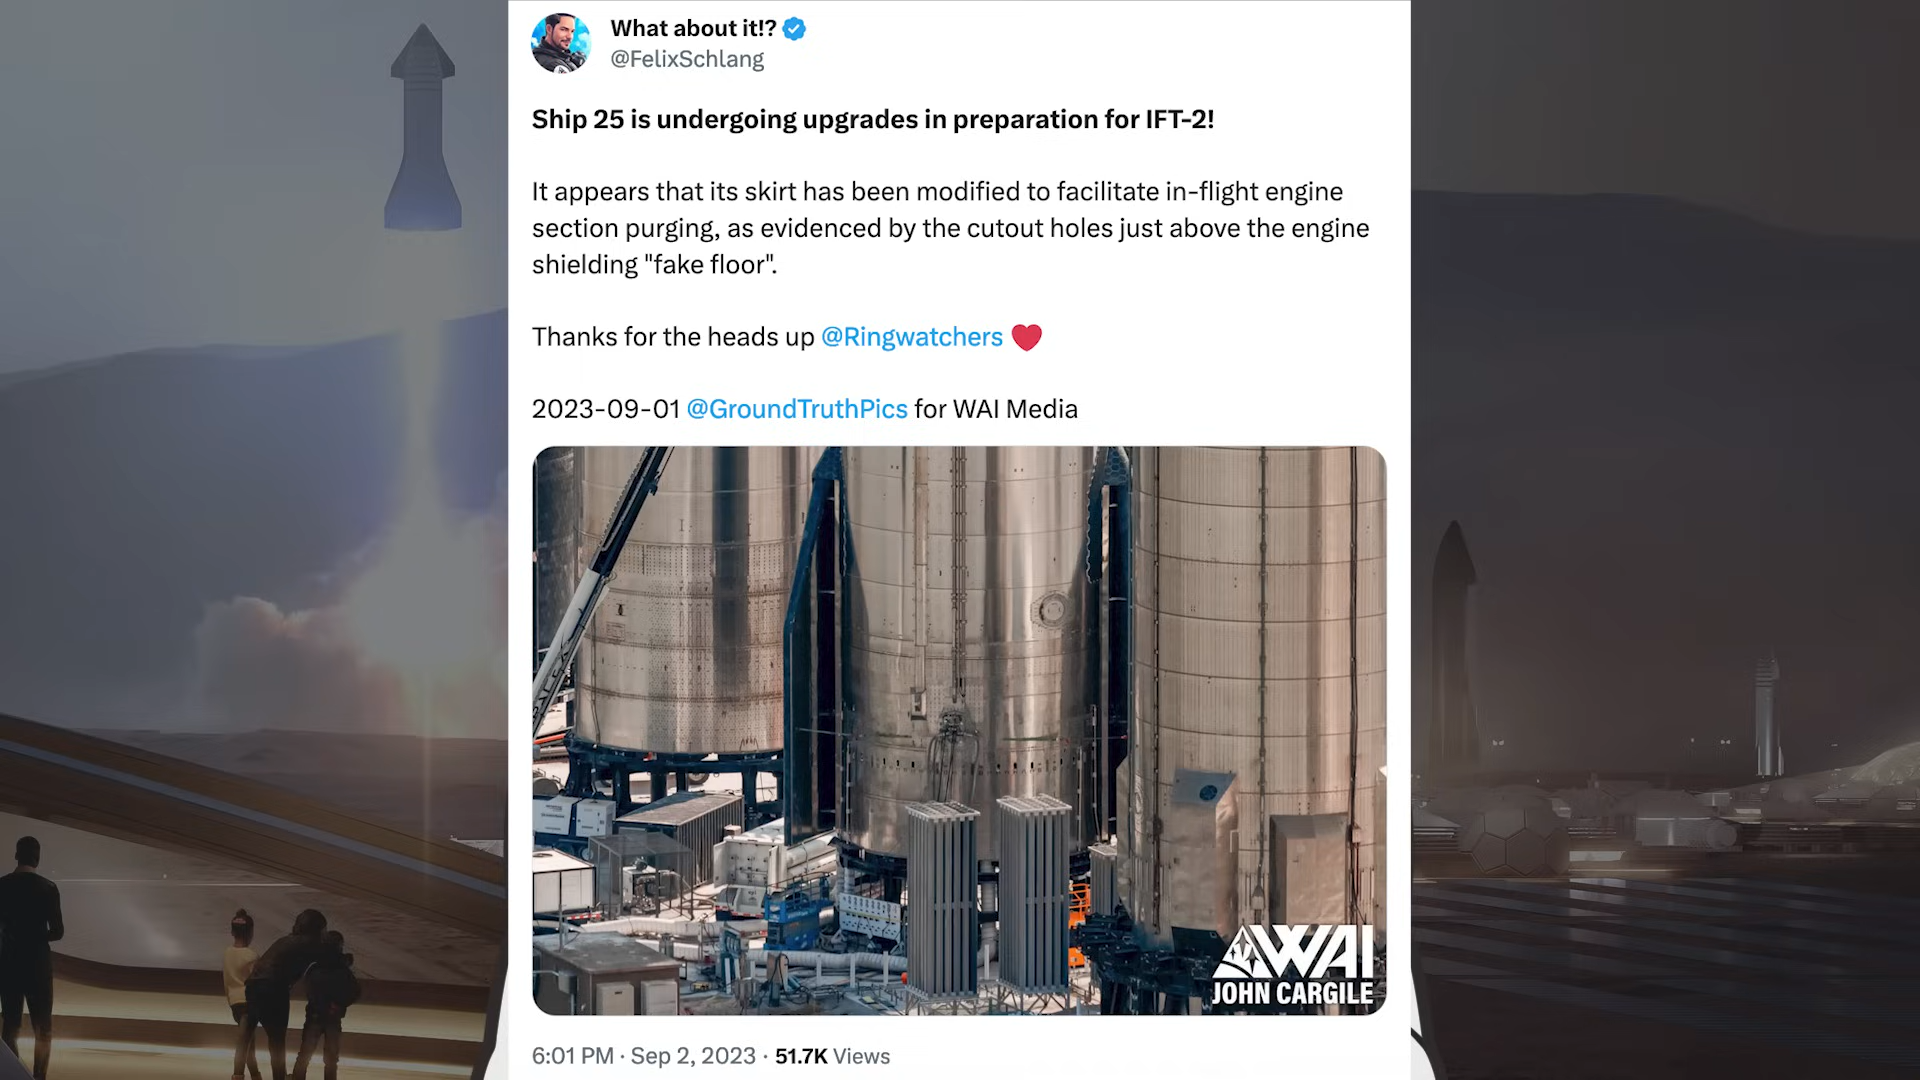 What about it!?
@FelixSchlang
Ship 25 is undergoing upgrades in preparation for IFT-2!
It appears that its skirt has been modified to facilitate in-flight engine
section purging, as evidenced by the cutout holes just above the engine
shielding "fake floor".
Thanks for the heads up @Ringwatchers ❤️
2023-09-01 @GroundTruthPics for WAI Media
WAI
JOHN CARGILE
6:01 PM · Sep 2, 2023 · 51.7K Views